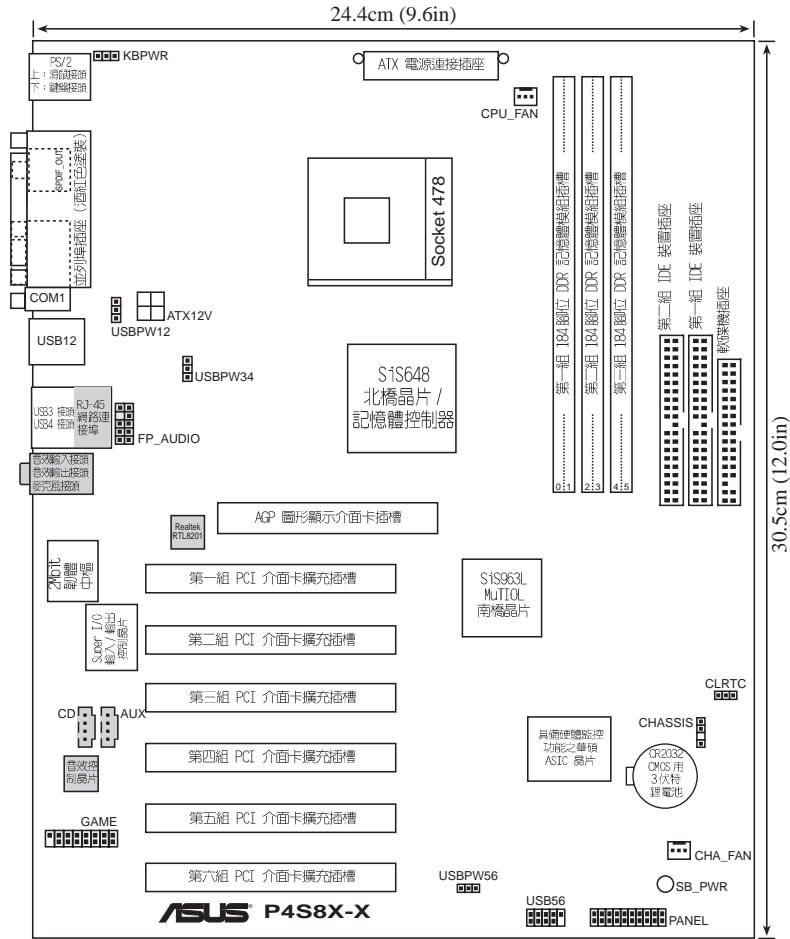 24.4cm (9.6in)
PS/2
上：滑鼠接頭
下：鍵盤接頭
KBPWR
ATX 電源連接插座
CPU_FAN
SPDIF_OUT
並列埠插座 (酒紅色塗裝)
Socket 478
第一組 184腳位 DDR 記憶體模組插槽
第二組 184腳位 DDR 記憶體模組插槽
第三組 184腳位 DDR 記憶體模組插槽
第二組 IDE 裝置插座
第一組 IDE 裝置插座
軟碟機插座
COM1
ATX12V
USBPW12
USB12
USBPW34
SiS648
北橋晶片 /
記憶體控制器
USB3 接頭
USB4 接頭
RJ-45
網路連
接埠
FP_AUDIO
音效輸入接頭
音效輸出接頭
麥克風接頭
0 1
2 3
4 5
30.5cm (12.0in)
AGP 圖形顯示介面卡插槽
Realtek
RTL8201
2Mbit
韌體
中樞
第一組 PCI 介面卡擴充插槽
SiS963L
MuTIOL
南橋晶片
Super I/O
輸入/輸出
控制晶片
第二組 PCI 介面卡擴充插槽
第三組 PCI 介面卡擴充插槽
CLRTC
CD
AUX
CHASSIS
具備硬體監控
功能之華碩
ASIC 晶片
CR2032
CMOS 用
3 伏特
鋰電池
音效控
制晶片
第四組 PCI 介面卡擴充插槽
GAME
第五組 PCI 介面卡擴充插槽
CHA_FAN
第六組 PCI 介面卡擴充插槽
USBPW56
SB_PWR
ASUS® P4S8X-X
USB56
PANEL